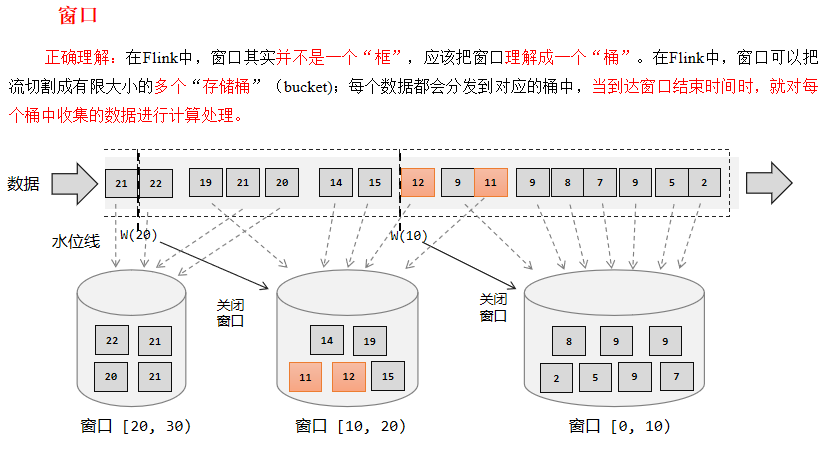 窗口
正确理解：在Flink中，窗口其实并不是一个“框”，应该把窗口理解成一个“桶”。在Flink中，窗口可以把
流切割成有限大小的多个“存储桶”（bucket)；每个数据都会分发到对应的桶中，当到达窗口结束时间时，就对每
个桶中收集的数据进行计算处理。
数据 21 22 19 21 20 14 15 12 9 11 9 8 7 9 5 2
水位线 W(20) W(10)
关闭
窗口
关闭
窗口
22 21
20 21
14 19
11 12 15
8 9 9
2 5 9 7
窗口 [20, 30)
窗口 [10, 20)
窗口 [0, 10)